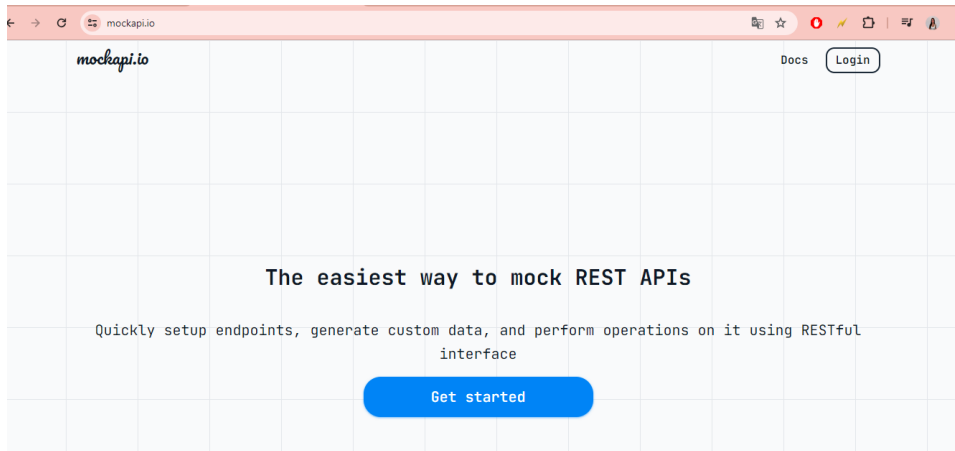 mockapi.io
mockapi.io
Docs
Login
The easiest way to mock REST APIs
Quickly setup endpoints, generate custom data, and perform operations on it using RESTful
interface
Get started